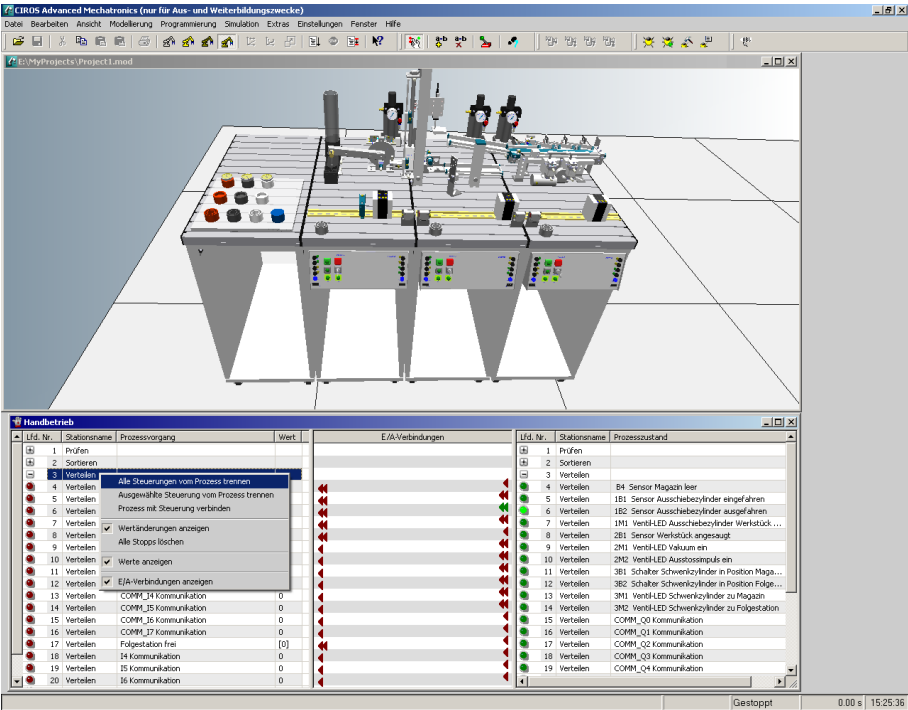 CIROS Advanced Mechatronics (nur für Aus- und Weiterbildungszwecke)
Datei Bearbeiten Ansicht Modellierung Programmierung Simulation Extras Einstellungen Fenster Hilfe
E:\MyProjects\Project1.mod
Handbetrieb
Lfd. Nr. Stationsname Prozessvorgang Wert E/A-Verbindungen Lfd. Nr. Stationsname Prozesszustand
1 Prüfen 1 Prüfen
2 Sortieren 2 Sortieren
3 Verteilen 3 Verteilen
Alle Steuerungen vom Prozess trennen
Ausgewählte Steuerung vom Prozess trennen
Prozess mit Steuerung verbinden
Wertänderungen anzeigen
Alle Stopps löschen
Werte anzeigen
E/A-Verbindungen anzeigen
4 Verteilen 4 Verteilen B4 Sensor Magazin leer
5 Verteilen 5 Verteilen 1B1 Sensor Ausschiebezylinder eingefahren
6 Verteilen 6 Verteilen 1B2 Sensor Ausschiebezylinder ausgefahren
7 Verteilen 7 Verteilen 1M1 Ventil-LED Ausschiebezylinder Werkstück ...
8 Verteilen 8 Verteilen 2B1 Sensor Werkstück angesaugt
9 Verteilen 9 Verteilen 2M1 Ventil-LED Vakuum ein
10 Verteilen 10 Verteilen 2M2 Ventil-LED Ausstossimpuls ein
11 Verteilen 11 Verteilen 3B1 Schalter Schwenkzylinder in Position Maga...
12 Verteilen 12 Verteilen 3B2 Schalter Schwenkzylinder in Position Folge...
13 Verteilen COMM_I4 Kommunikation 0 13 Verteilen 3M1 Ventil-LED Schwenkzylinder zu Magazin
14 Verteilen COMM_I5 Kommunikation 0 14 Verteilen 3M2 Ventil-LED Schwenkzylinder zu Folgestation
15 Verteilen COMM_I6 Kommunikation 0 15 Verteilen COMM_Q0 Kommunikation
16 Verteilen COMM_I7 Kommunikation 0 16 Verteilen COMM_Q1 Kommunikation
17 Verteilen Folgestation frei [0] 17 Verteilen COMM_Q2 Kommunikation
18 Verteilen I4 Kommunikation 0 18 Verteilen COMM_Q3 Kommunikation
19 Verteilen I5 Kommunikation 0 19 Verteilen COMM_Q4 Kommunikation
20 Verteilen I6 Kommunikation 0
Gestoppt 0.00 s 15:25:36